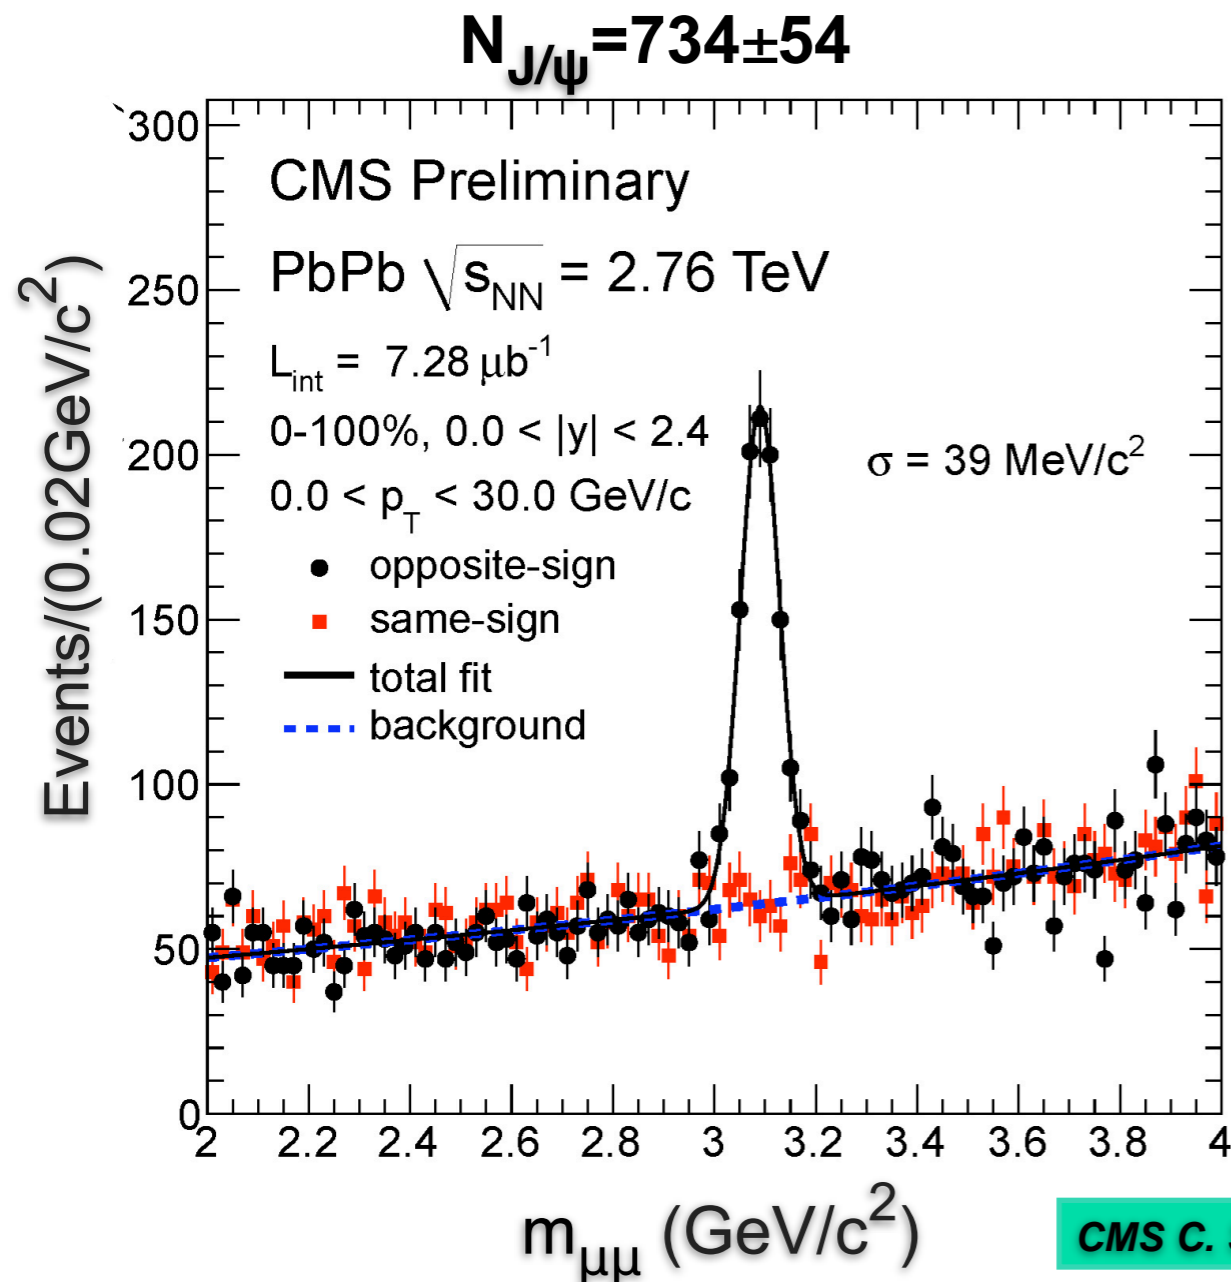 N_J/ψ=734±54
CMS Preliminary
PbPb √s_NN = 2.76 TeV
L_int = 7.28 μb^-1
0-100%, 0.0 < |y| < 2.4
0.0 < p_T < 30.0 GeV/c
opposite-sign
same-sign
total fit
background
σ = 39 MeV/c^2
Events/(0.02GeV/c^2)
300
250
200
150
100
50
0
2 2.2 2.4 2.6 2.8 3 3.2 3.4 3.6 3.8 4
m_μμ (GeV/c^2)
CMS C.